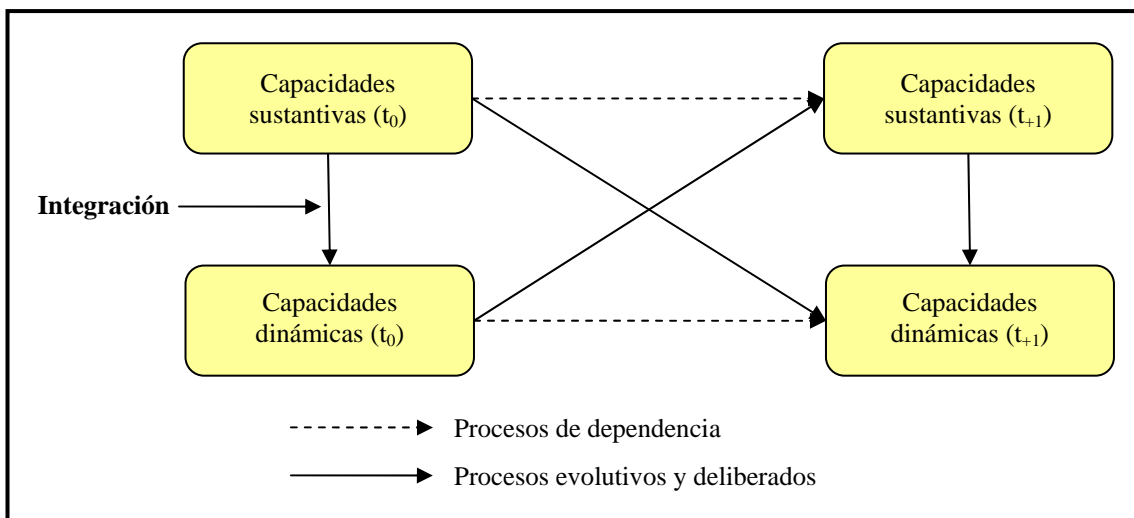 Capacidades
sustantivas (t₀)
Capacidades
sustantivas (t₊₁)
Integración
Capacidades
dinámicas (t₀)
Capacidades
dinámicas (t₊₁)
Procesos de dependencia
Procesos evolutivos y deliberados